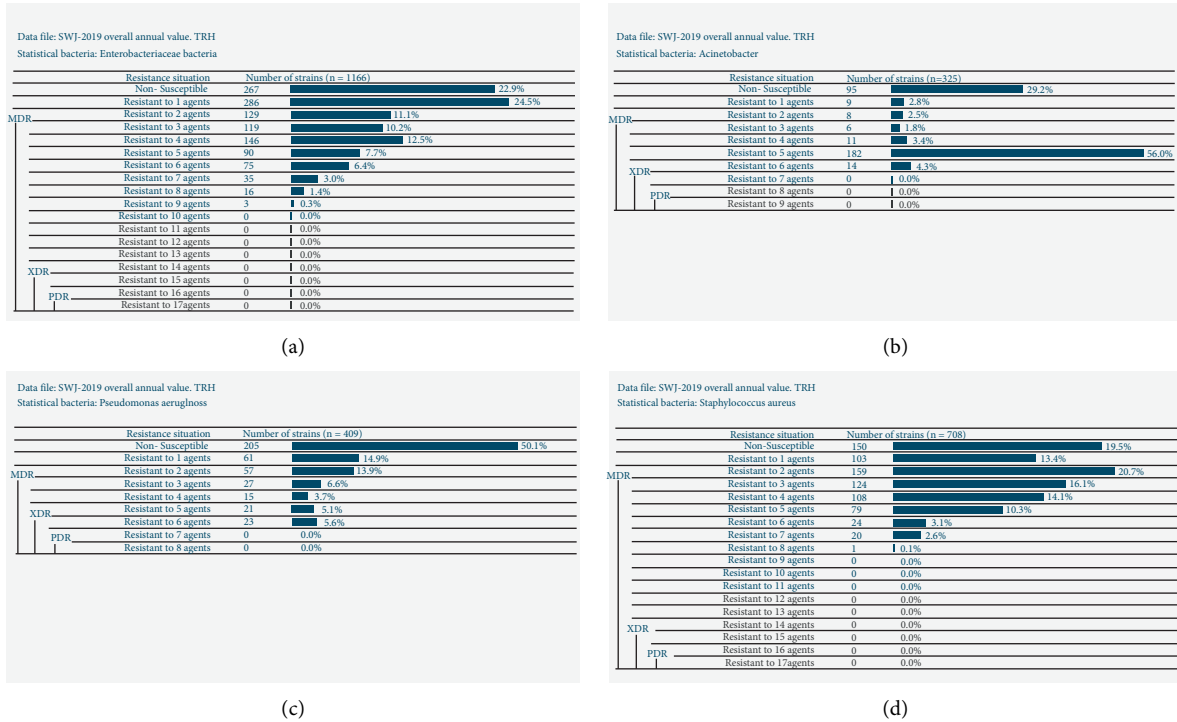 Data file: SWJ-2019 overall annual value. TRH
Statistical bacteria: Enterobacteriaceae bacteria
Resistance situation Number of strains (n = 1166)
Non- Susceptible 267 22.9%
Resistant to 1 agents 286 24.5%
Resistant to 2 agents 129 11.1%
MDR
Resistant to 3 agents 119 10.2%
Resistant to 4 agents 146 12.5%
Resistant to 5 agents 90 7.7%
Resistant to 6 agents 75 6.4%
Resistant to 7 agents 35 3.0%
Resistant to 8 agents 16 1.4%
Resistant to 9 agents 3 0.3%
Resistant to 10 agents 0 0.0%
Resistant to 11 agents 0 0.0%
Resistant to 12 agents 0 0.0%
Resistant to 13 agents 0 0.0%
Resistant to 14 agents 0 0.0%
XDR
Resistant to 15 agents 0 0.0%
Resistant to 16 agents 0 0.0%
PDR
Resistant to 17agents 0 0.0%
(a)
Data file: SWJ-2019 overall annual value. TRH
Statistical bacteria: Acinetobacter
Resistance situation Number of strains (n=325)
Non- Susceptible 95 29.2%
Resistant to 1 agents 9 2.8%
Resistant to 2 agents 8 2.5%
MDR
Resistant to 3 agents 6 1.8%
Resistant to 4 agents 11 3.4%
Resistant to 5 agents 182 56.0%
Resistant to 6 agents 14 4.3%
XDR
Resistant to 7 agents 0 0.0%
Resistant to 8 agents 0 0.0%
PDR
Resistant to 9 agents 0 0.0%
(b)
Data file: SWJ-2019 overall annual value. TRH
Statistical bacteria: Pseudomonas aeruglnoss
Resistance situation Number of strains (n = 409)
Non- Susceptible 205 50.1%
Resistant to 1 agents 61 14.9%
Resistant to 2 agents 57 13.9%
MDR
Resistant to 3 agents 27 6.6%
Resistant to 4 agents 15 3.7%
Resistant to 5 agents 21 5.1%
XDR
Resistant to 6 agents 23 5.6%
Resistant to 7 agents 0 0.0%
PDR
Resistant to 8 agents 0 0.0%
(c)
Data file: SWJ-2019 overall annual value. TRH
Statistical bacteria: Staphylococcus aureus
Resistance situation Number of strains (n = 708)
Non-Susceptible 150 19.5%
Resistant to 1 agents 103 13.4%
Resistant to 2 agents 159 20.7%
MDR
Resistant to 3 agents 124 16.1%
Resistant to 4 agents 108 14.1%
Resistant to 5 agents 79 10.3%
Resistant to 6 agents 24 3.1%
Resistant to 7 agents 20 2.6%
Resistant to 8 agents 1 0.1%
Resistant to 9 agents 0 0.0%
Resistant to 10 agents 0 0.0%
Resistant to 11 agents 0 0.0%
Resistant to 12 agents 0 0.0%
Resistant to 13 agents 0 0.0%
Resistant to 14 agents 0 0.0%
XDR
Resistant to 15 agents 0 0.0%
Resistant to 16 agents 0 0.0%
PDR
Resistant to 17agents 0 0.0%
(d)